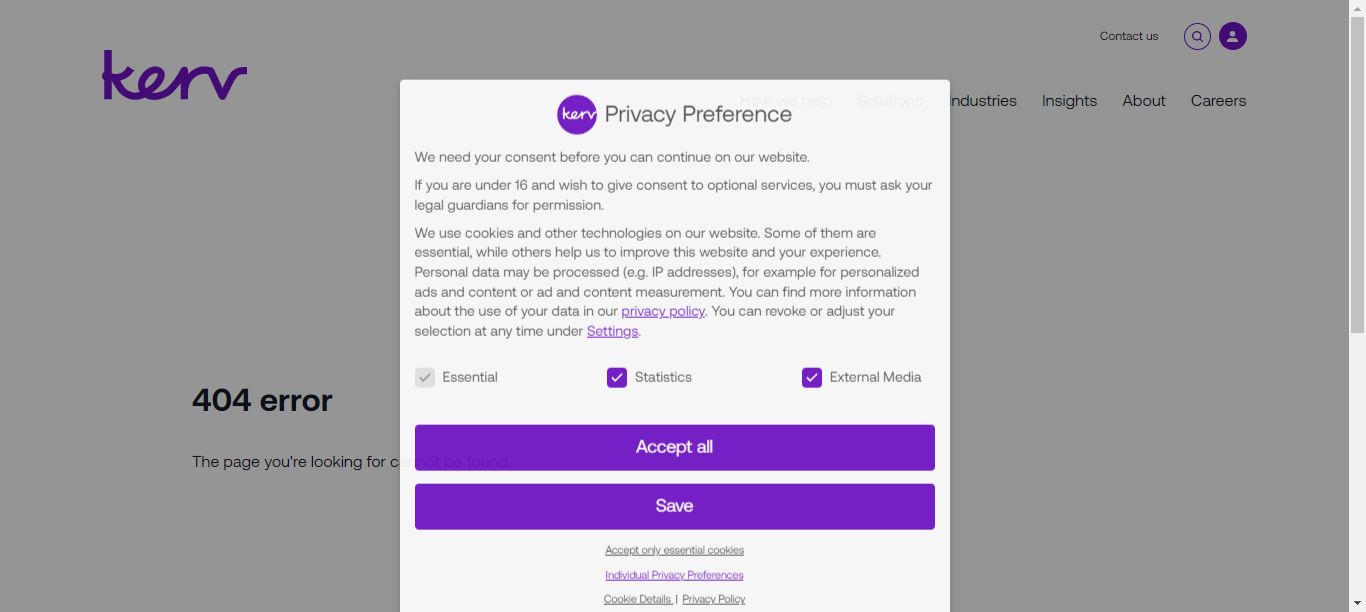 Contact us
kerv
How we help Solutions Industries Insights About Careers
kerv Privacy Preference
We need your consent before you can continue on our website.
If you are under 16 and wish to give consent to optional services, you must ask your
legal guardians for permission.
We use cookies and other technologies on our website. Some of them are
essential, while others help us to improve this website and your experience.
Personal data may be processed (e.g. IP addresses), for example for personalized
ads and content or ad and content measurement. You can find more information
about the use of your data in our privacy policy. You can revoke or adjust your
selection at any time under Settings.
Essential Statistics External Media
404 error
Accept all
The page you're looking for cannot be found
Save
Accept only essential cookies
Individual Privacy Preferences
Cookie Details | Privacy Policy